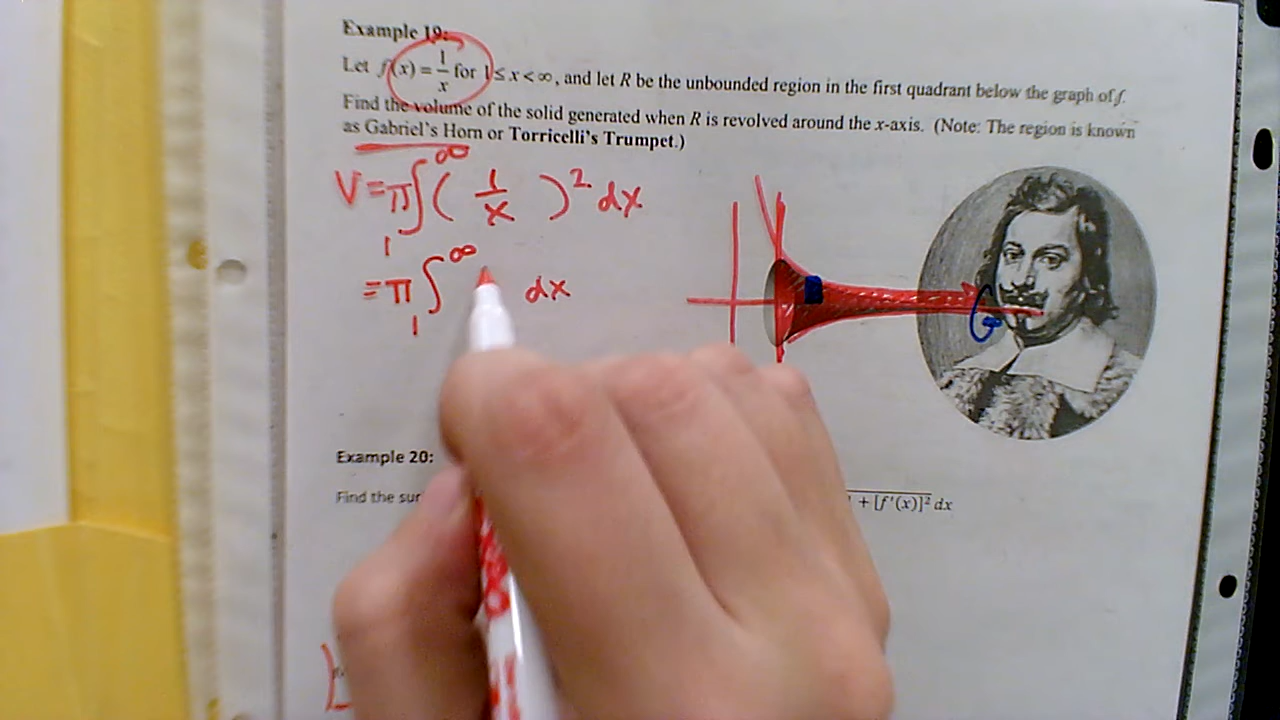 Example 19:
Let f(x) = 1/x for 1 ≤ x < ∞, and let R be the unbounded region in the first quadrant below the graph of f.
Find the volume of the solid generated when R is revolved around the x-axis. (Note: The region is known
as Gabriel's Horn or Torricelli's Trumpet.)
V = π∫₁^∞ ( 1/x )² dx
= π∫₁^∞ dx
Example 20:
Find the sur
+ [f'(x)]² dx